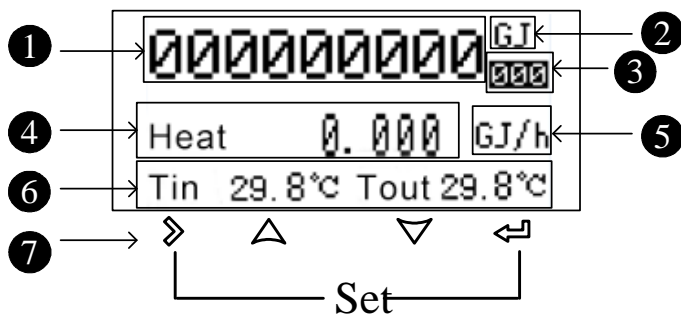 1 000000000 GJ 2
000 3
4 Heat 0.000 GJ/h 5
6 Tin 29.8℃ Tout 29.8℃
7
Set